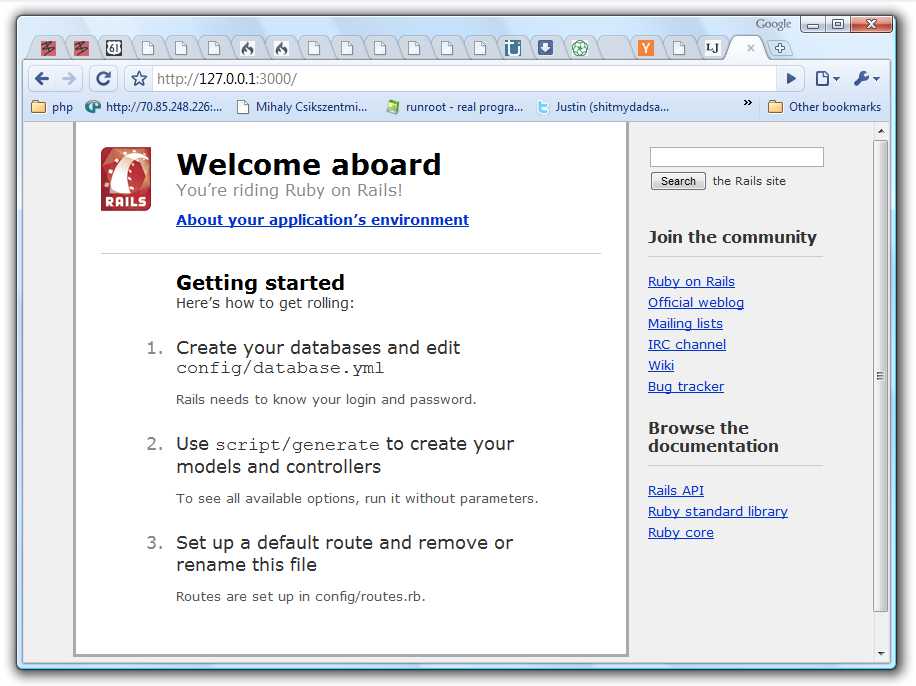 Google
61
Y
LJ
http://127.0.0.1:3000/
php
http://70.85.248.226:...
Mihaly Csikszentmi...
runroot - real progra...
Justin (shitmydadsa...
»
Other bookmarks
RAILS
Welcome aboard
You’re riding Ruby on Rails!
About your application’s environment
Getting started
Here’s how to get rolling:
1. Create your databases and edit
config/database.yml
Rails needs to know your login and password.
2. Use script/generate to create your
models and controllers
To see all available options, run it without parameters.
3. Set up a default route and remove or
rename this file
Routes are set up in config/routes.rb.
Search the Rails site
Join the community
Ruby on Rails
Official weblog
Mailing lists
IRC channel
Wiki
Bug tracker
Browse the
documentation
Rails API
Ruby standard library
Ruby core